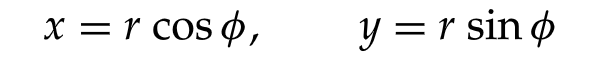 x = r cos ϕ, y = r sin ϕ